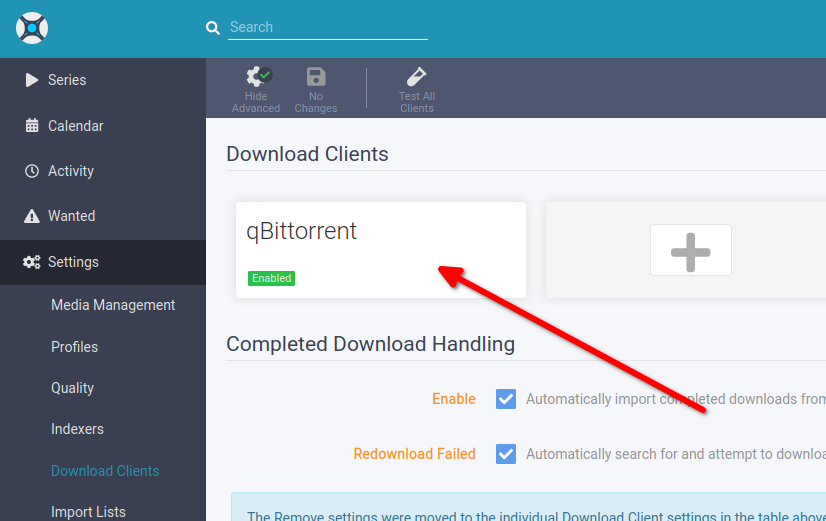 Search
Series
Calendar
Activity
Wanted
Settings
Media Management
Profiles
Quality
Indexers
Download Clients
Import Lists
Hide
Advanced
No
Changes
Test All
Clients
Download Clients
qBittorrent
Enabled
Completed Download Handling
Enable
Automatically import completed downloads from
Redownload Failed
Automatically search for and attempt to downloa
The Remove settings were moved to the individual Download Client settings in the table above